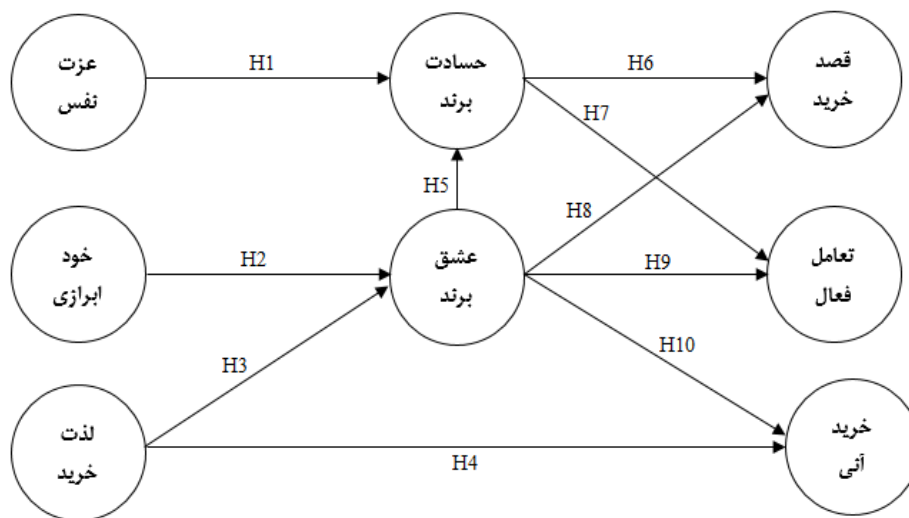 عزت
نفس
H1
حسادت
برند
H6
قصد
خرید
H7
H5
H8
خود
ابرازی
H2
عشق
برند
H9
تعامل
فعال
H3
H10
لذت
خرید
H4
خرید
آنی